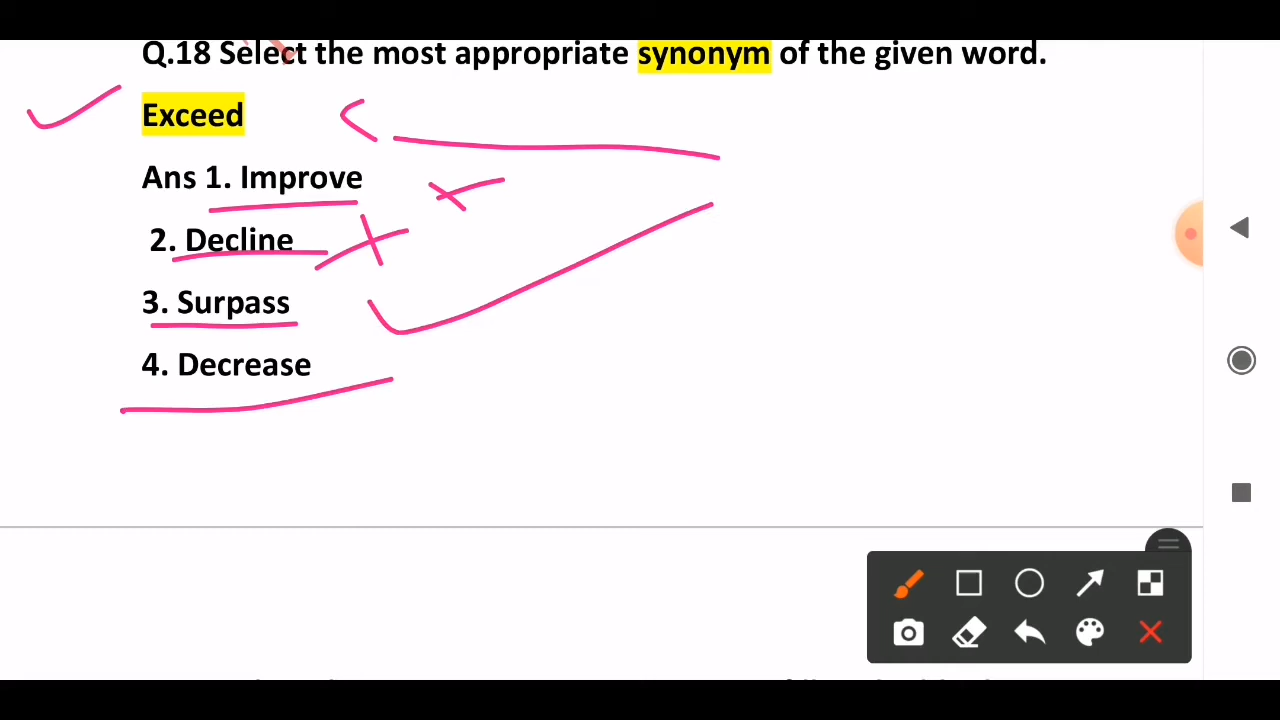 Q.18 Select the most appropriate synonym of the given word.
Exceed
Ans 1. Improve
2. Decline
3. Surpass
4. Decrease